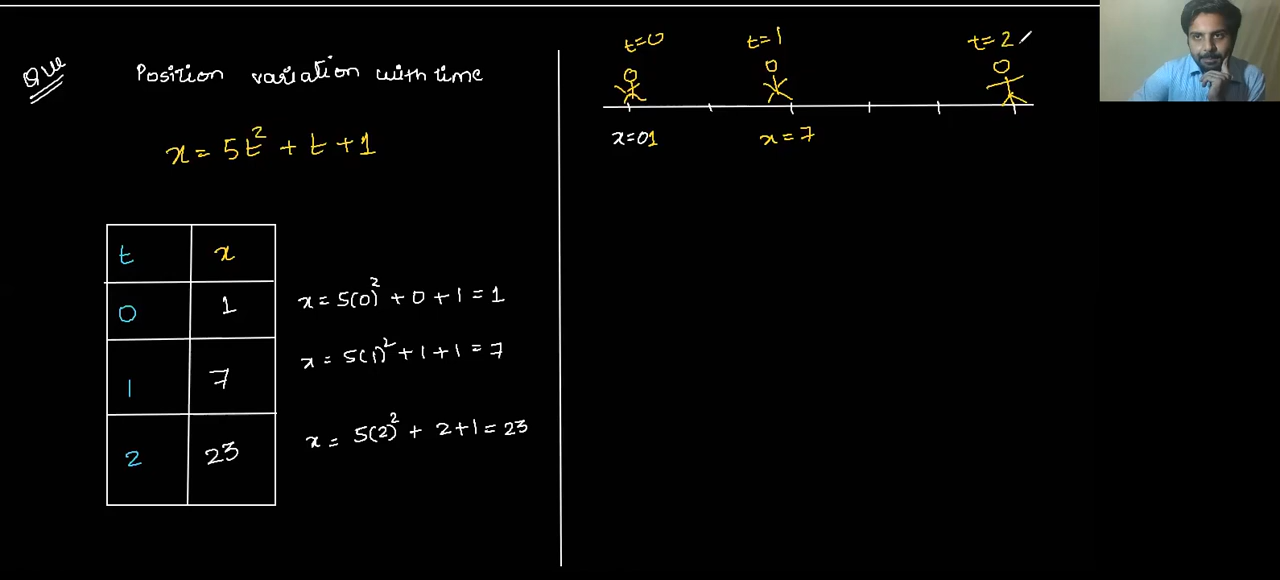 Que
Position variation with time
x = 5t² + t + 1
t x
0 1
1 7
2 23
x = 5(0)² + 0 + 1 = 1
x = 5(1)² + 1 + 1 = 7
x = 5(2)² + 2 + 1 = 23
t=0 t=1 t=2
x=01 x=7